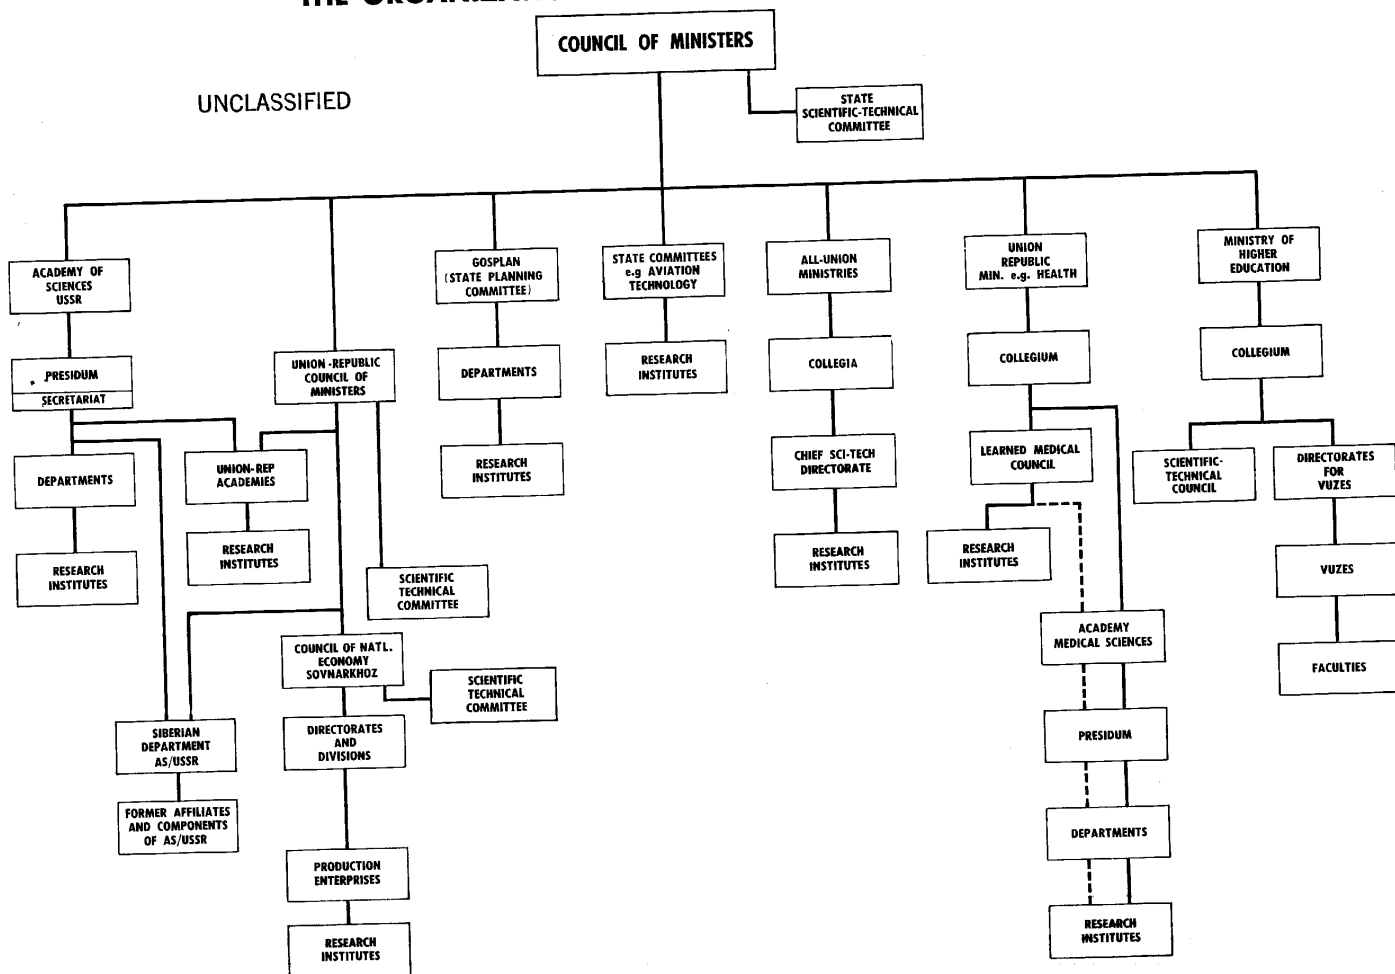 COUNCIL OF MINISTERS
UNCLASSIFIED
STATE
SCIENTIFIC-TECHNICAL
COMMITTEE
ACADEMY OF
SCIENCES
USSR
GOSPLAN
(STATE PLANNING
COMMITTEE)
STATE COMMITTEES
e.g AVIATION
TECHNOLOGY
ALL-UNION
MINISTRIES
UNION
REPUBLIC
MIN. e.g. HEALTH
MINISTRY OF
HIGHER
EDUCATION
PRESIDUM
SECRETARIAT
UNION-REPUBLIC
COUNCIL OF
MINISTERS
DEPARTMENTS
RESEARCH
INSTITUTES
COLLEGIA
COLLEGIUM
COLLEGIUM
DEPARTMENTS
UNION-REP
ACADEMIES
RESEARCH
INSTITUTES
CHIEF SCI-TECH
DIRECTORATE
LEARNED MEDICAL
COUNCIL
SCIENTIFIC-
TECHNICAL
COUNCIL
DIRECTORATES
FOR
VUZES
RESEARCH
INSTITUTES
RESEARCH
INSTITUTES
SCIENTIFIC
TECHNICAL
COMMITTEE
RESEARCH
INSTITUTES
RESEARCH
INSTITUTES
VUZES
COUNCIL OF NATL.
ECONOMY
SOVNARKHOZ
SCIENTIFIC
TECHNICAL
COMMITTEE
ACADEMY
MEDICAL SCIENCES
FACULTIES
SIBERIAN
DEPARTMENT
AS/USSR
DIRECTORATES
AND
DIVISIONS
PRESIDUM
FORMER AFFILIATES
AND COMPONENTS
OF AS/USSR
DEPARTMENTS
PRODUCTION
ENTERPRISES
RESEARCH
INSTITUTES
RESEARCH
INSTITUTES